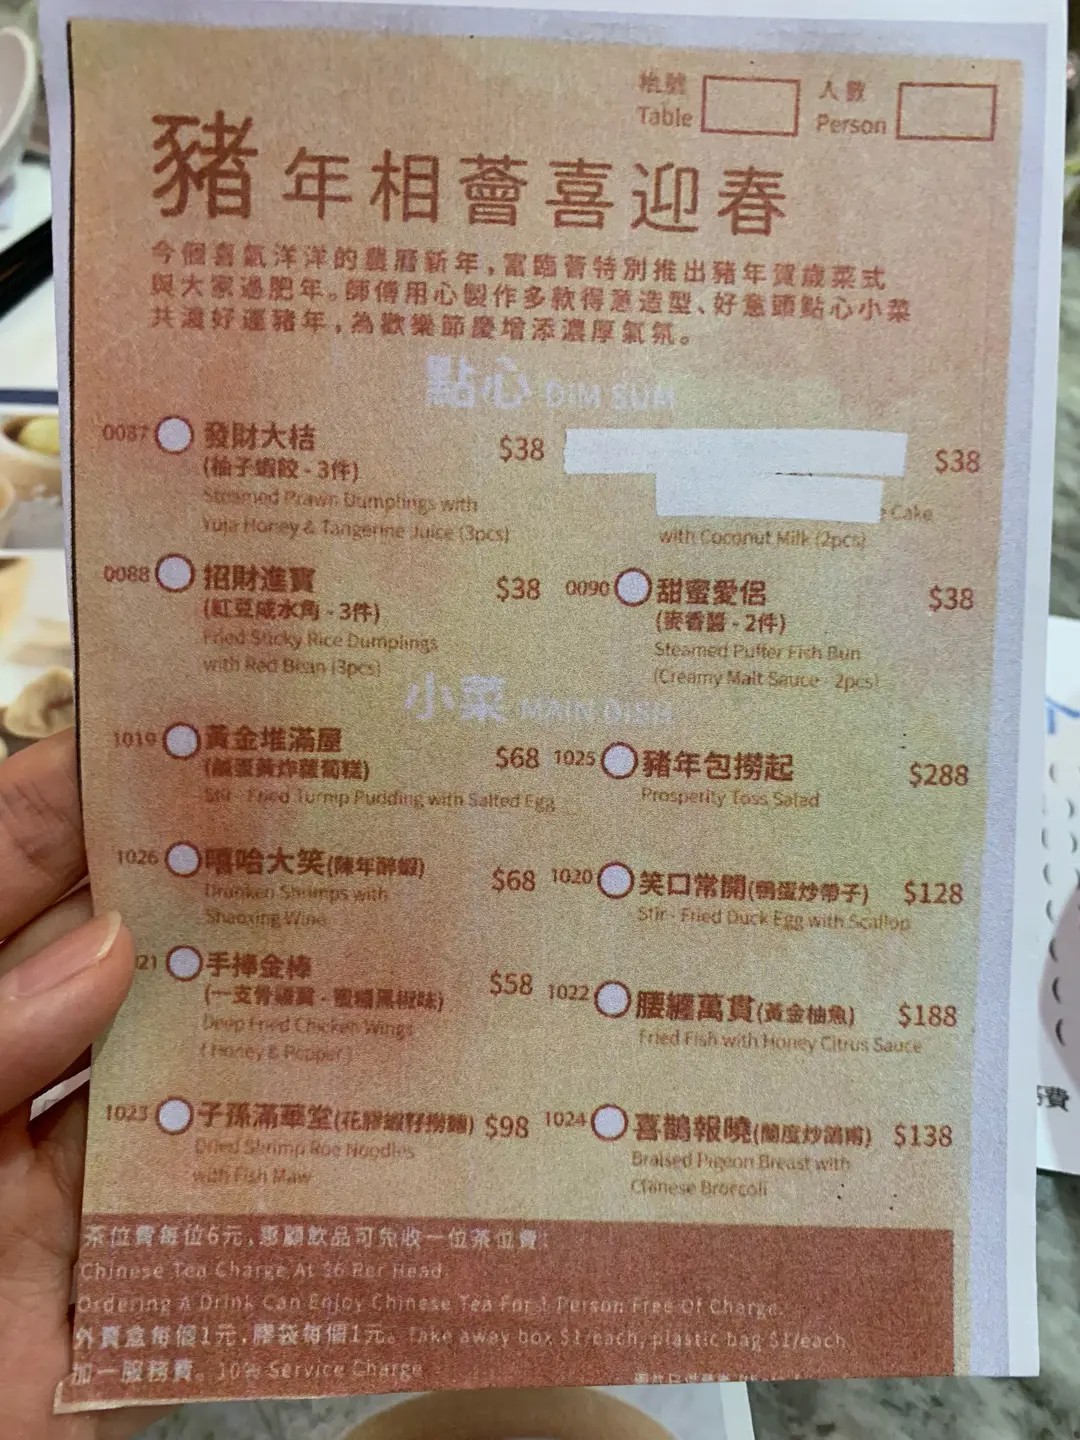 枱號
Table
人數
Person
豬年相薈喜迎春
今個喜氣洋洋的農曆新年，富臨薈特別推出豬年賀歲菜式
與大家過肥年。師傅用心製作多款得意造型、好意頭點心小菜
共渡好運豬年，為歡樂節慶增添濃厚氣氛。
點心 DIM SUM
0087 發財大桔 $38
(柚子蝦餃 - 3件)
Steamed Prawn Dumplings with
Yuja Honey & Tangerine Juice (3pcs)
$38
Cake
with Coconut Milk (2pcs)
0088 招財進寶 $38
(紅豆咸水角 - 3件)
Fried Sticky Rice Dumplings
with Red Bean (3pcs)
0090 甜蜜愛侶 $38
(麥香醬 - 2件)
Steamed Puffer Fish Bun
(Creamy Malt Sauce - 2pcs)
小菜 MAIN DISH
1019 黃金堆滿屋 $68
(鹹蛋黃炸蘿蔔糕)
Stir - Fried Turnip Pudding with Salted Egg
1025 豬年包撈起 $288
Prosperity Toss Salad
1026 嘻哈大笑(陳年醉蝦) $68
Drunken Shrimps with
Shaoxing Wine
1020 笑口常開(鴨蛋炒帶子) $128
Stir - Fried Duck Egg with Scallop
21 手捧金棒 $58
(一支骨雞翼 - 蜜糖黑椒味)
Deep Fried Chicken Wings
(Honey & Pepper)
1022 腰纏萬貫(黃金柚魚) $188
Fried Fish with Honey Citrus Sauce
1023 子孫滿華堂(花膠蝦籽撈麵) $98
Dried Shrimp Roe Noodles
with Fish Maw
1024 喜鵲報曉(蘭度炒鴿甫) $138
Braised Pigeon Breast with
Chinese Broccoli
茶位費每位6元，惠顧飲品可免收一位茶位費!
Chinese Tea Charge At $6 Per Head.
Ordering A Drink Can Enjoy Chinese Tea For 1 Person Free Of Charge.
外賣盒每個1元，膠袋每個1元。Take away box $1/each, plastic bag $1/each
加一服務費。10% Service Charge
費